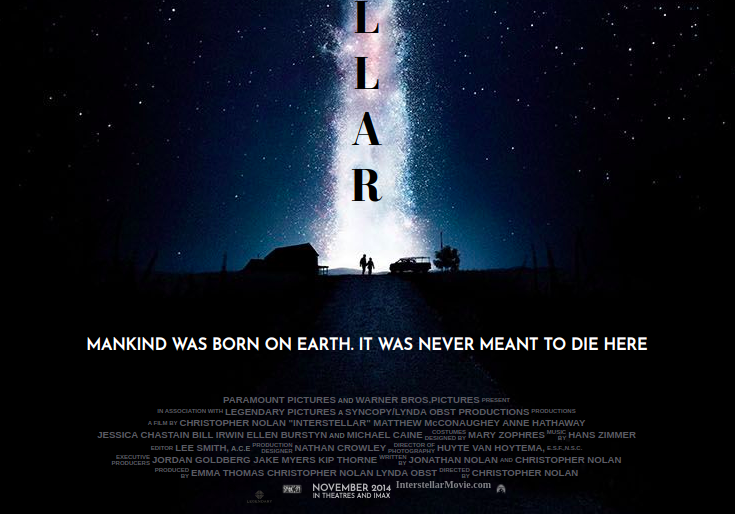 L
L
A
R
MANKIND WAS BORN ON EARTH. IT WAS NEVER MEANT TO DIE HERE
PARAMOUNT PICTURES AND WARNER BROS,PICTURES PRESENT
IN ASSOCIATION WITH LEGENDARY PICTURES A SYNCOPY/LYNDA OBST PRODUCTIONS PRODUCTIONS
A FILM BY CHRISTOPHER NOLAN "INTERSTELLAR" MATTHEW McCONAUGHEY ANNE HATHAWAY
JESSICA CHASTAIN BILL IRWIN ELLEN BURSTYN AND MICHAEL CAINE COSTUMES DESIGNED BY MARY ZOPHRES MUSIC BY HANS ZIMMER
EDITOR LEE SMITH, A.C.E PRODUCTION DESIGNER NATHAN CROWLEY DIRECTOR OF PHOTOGRAPHY HUYTE VAN HOYTEMA, E.S.F,N.S.C.
EXECUTIVE PRODUCERS JORDAN GOLDBERG JAKE MYERS KIP THORNE WRITTEN BY JONATHAN NOLAN AND CHRISTOPHER NOLAN
PRODUCED BY EMMA THOMAS CHRISTOPHER NOLAN LYNDA OBST DIRECTED BY CHRISTOPHER NOLAN
NOVEMBER 2014 InterstellarMovie.com
IN THEATRES AND IMAX